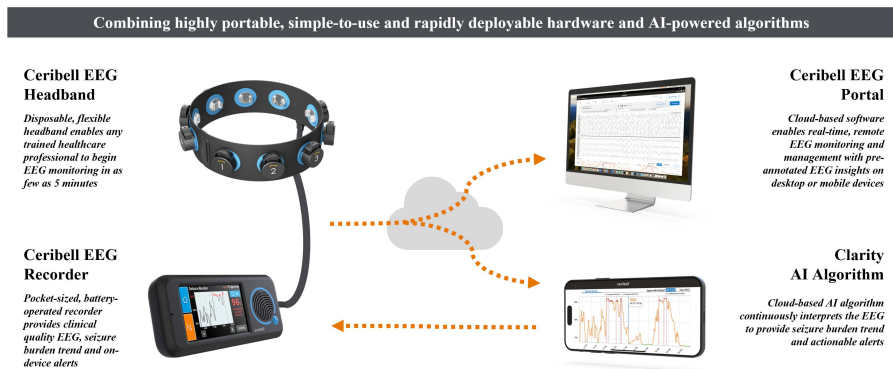 Combining highly portable, simple-to-use and rapidly deployable hardware and AI-powered algorithms
Ceribell EEG
Headband
Disposable, flexible
headband enables any
trained healthcare
professional to begin
EEG monitoring in as
few as 5 minutes
1
2
3
Ceribell EEG
Portal
Cloud-based software
enables real-time, remote
EEG monitoring and
management with pre-
annotated EEG insights on
desktop or mobile devices
Ceribell EEG
Recorder
Pocket-sized, battery-
operated recorder
provides clinical
quality EEG, seizure
burden trend and on-
device alerts
Seizure Burden
96
Clarity
AI Algorithm
Cloud-based AI algorithm
continuously interprets the EEG
to provide seizure burden trend
and actionable alerts